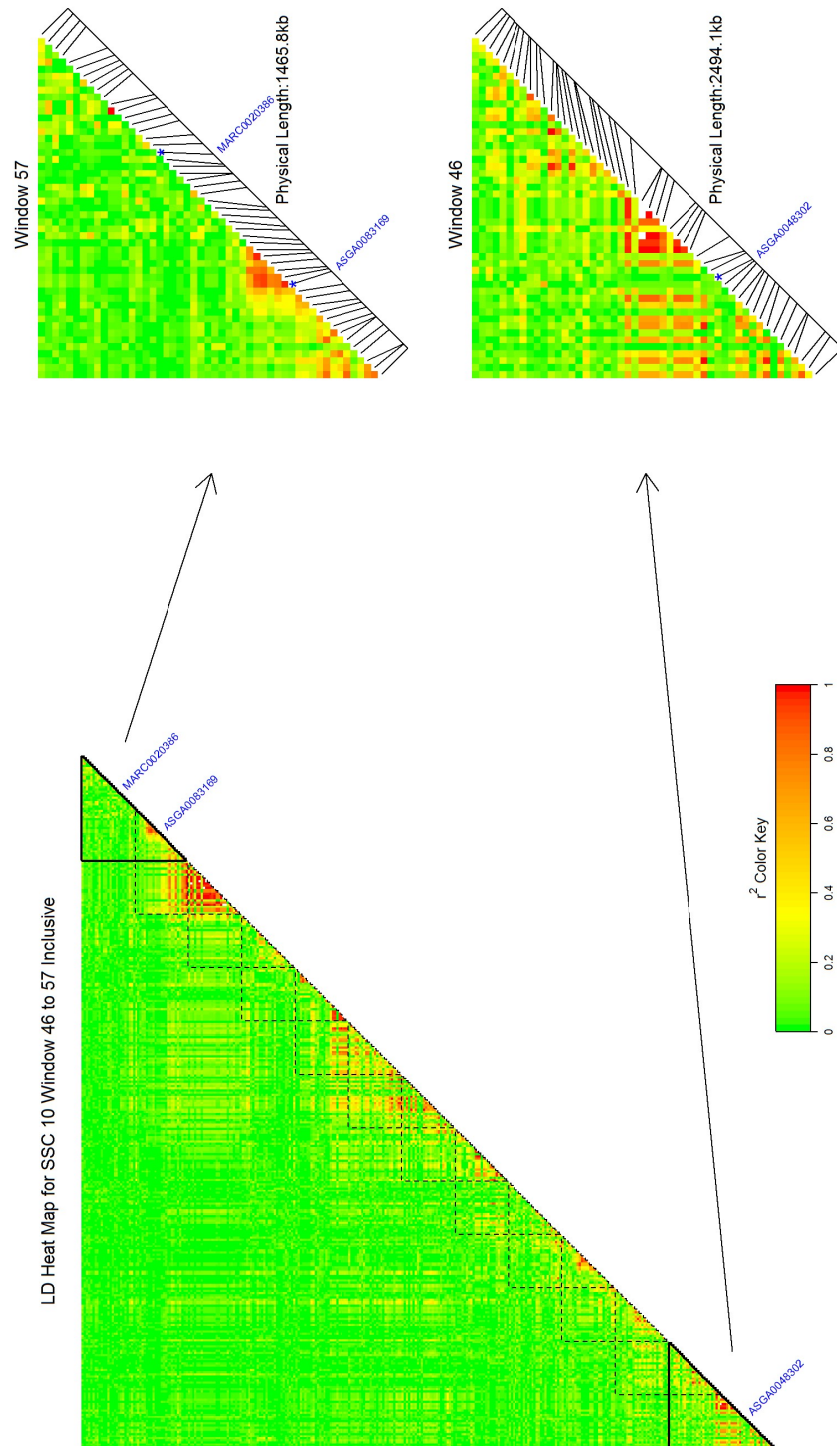 LD Heat Map for SSC 10 Window 46 to 57 Inclusive
MARC0020386
ASGA0083169
ASGA0048302
r² Color Key
0
0.2
0.4
0.6
0.8
1
Window 57
MARC0020386
ASGA0083169
Physical Length:1465.8kb
Window 46
ASGA0048302
Physical Length:2494.1kb